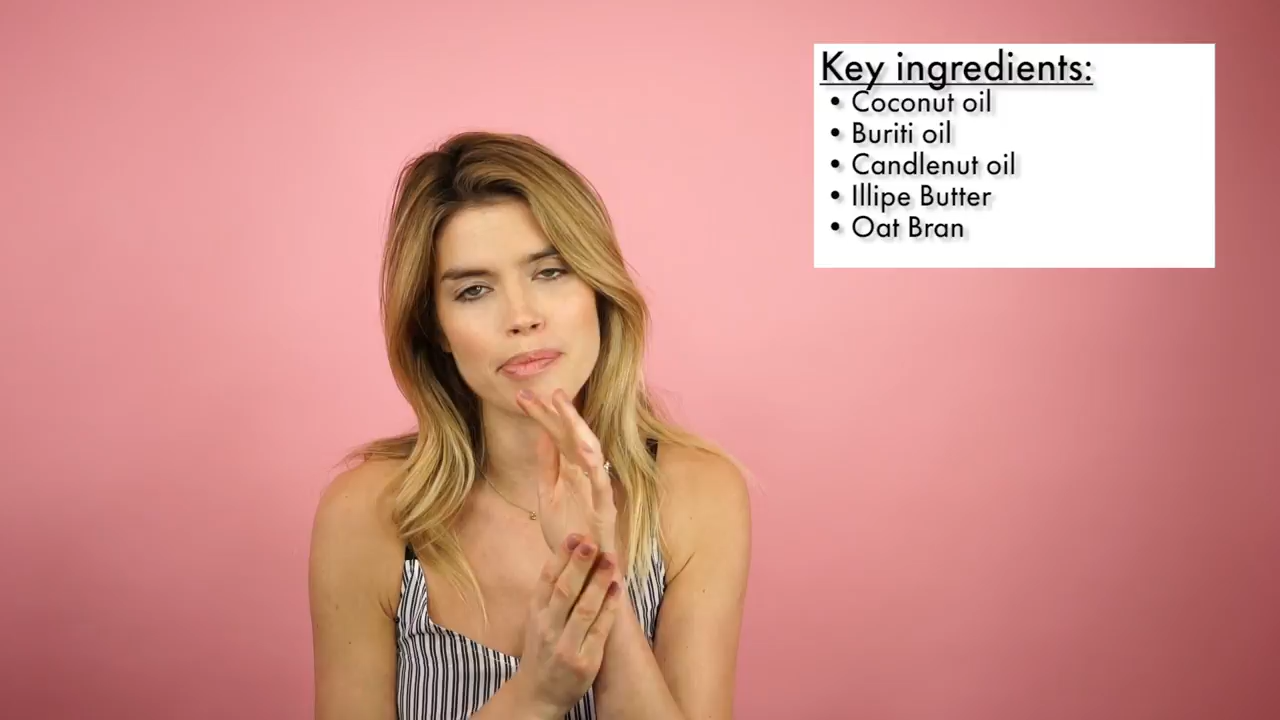 Key ingredients:
• Coconut oil
• Buriti oil
• Candlenut oil
• Illipe Butter
• Oat Bran